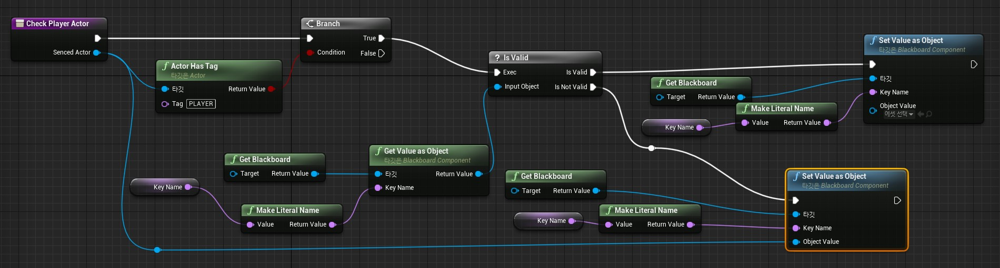 Check Player Actor
Senced Actor
Branch
True
Condition
False
f Actor Has Tag
타깃은 Actor
타깃
Return Value
Tag PLAYER
? Is Valid
Exec
Is Valid
Input Object
Is Not Valid
f Set Value as Object
타깃은 Blackboard Component
타깃
Key Name
Object Value
에셋 선택
f Get Blackboard
Target
Return Value
f Make Literal Name
Value
Return Value
Key Name
f Get Blackboard
Target
Return Value
Key Name
f Make Literal Name
Value
Return Value
f Get Value as Object
타깃은 Blackboard Component
타깃
Return Value
Key Name
f Get Blackboard
Target
Return Value
Key Name
f Make Literal Name
Value
Return Value
f Set Value as Object
타깃은 Blackboard Component
타깃
Key Name
Object Value